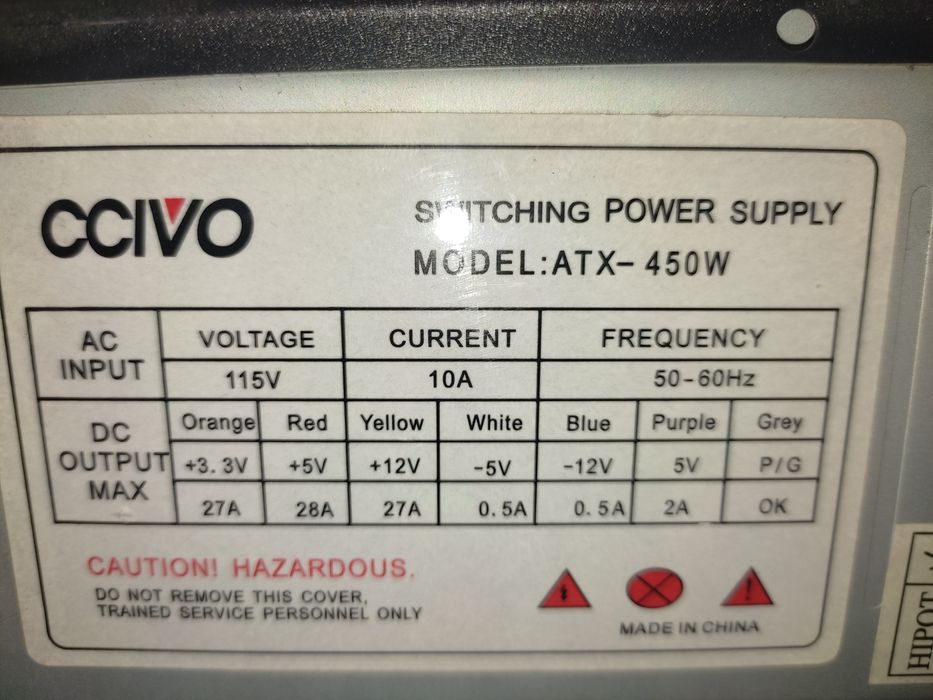 CCIVO
SWITCHING POWER SUPPLY
MODEL:ATX-450W
AC INPUT VOLTAGE CURRENT FREQUENCY
115V 10A 50-60Hz
DC OUTPUT MAX Orange Red Yellow White Blue Purple Grey
+3.3V +5V +12V -5V -12V 5V P/G
27A 28A 27A 0.5A 0.5A 2A OK
CAUTION! HAZARDOUS.
DO NOT REMOVE THIS COVER,
TRAINED SERVICE PERSONNEL ONLY
MADE IN CHINA
HIPOT